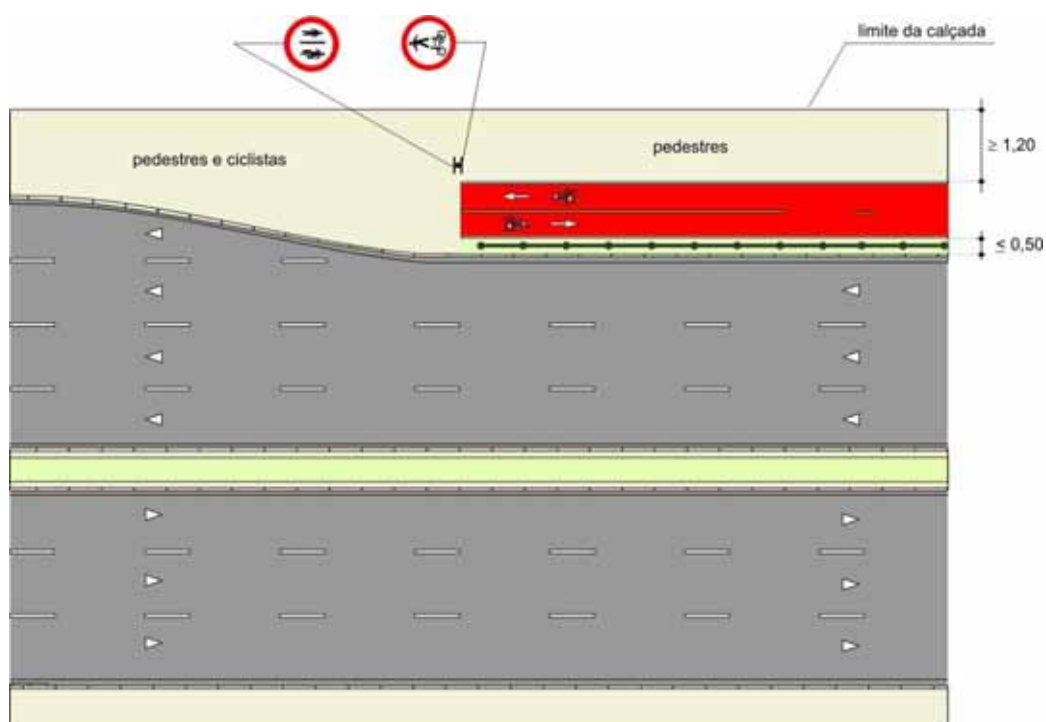 limite da calçada
pedestres e ciclistas
pedestres
≥ 1,20
≤ 0,50